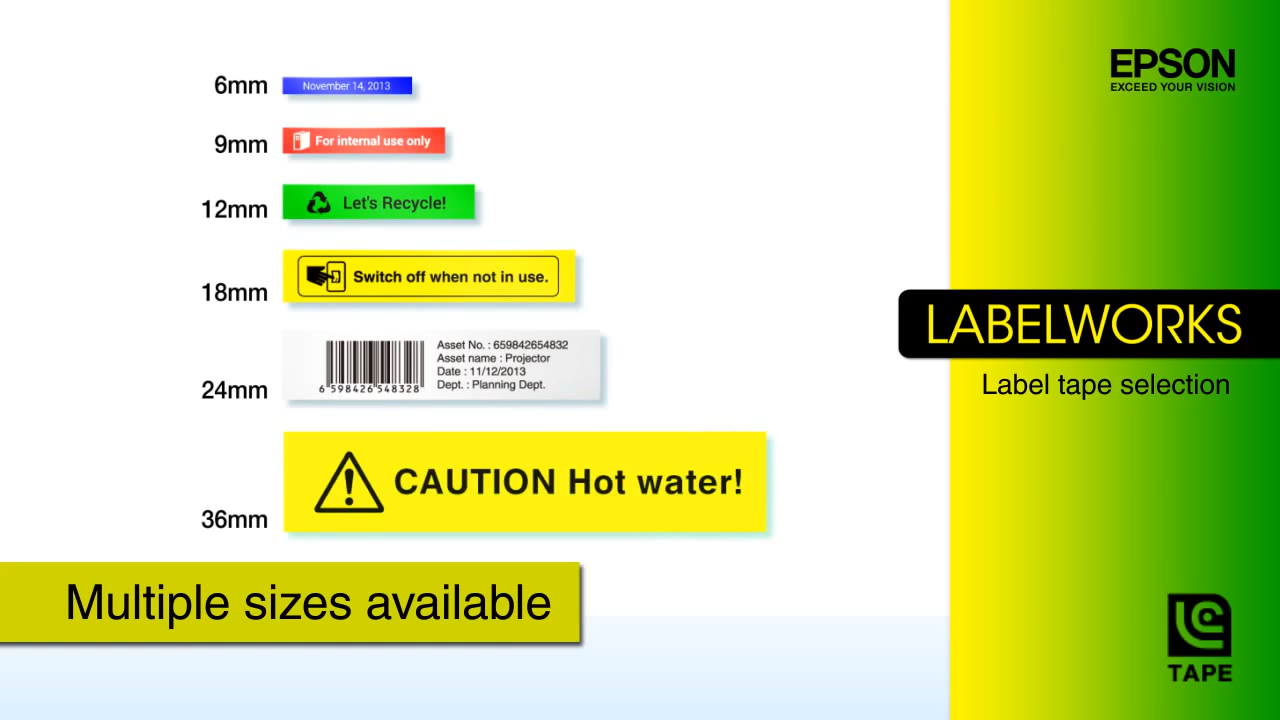 6mm
November 14, 2013
9mm
For internal use only
12mm
Let's Recycle!
18mm
Switch off when not in use.
24mm
6 598426 548328
Asset No. : 659842654832
Asset name : Projector
Date : 11/12/2013
Dept. : Planning Dept.
36mm
CAUTION Hot water!
Multiple sizes available
EPSON
EXCEED YOUR VISION
LABELWORKS
Label tape selection
LC
TAPE